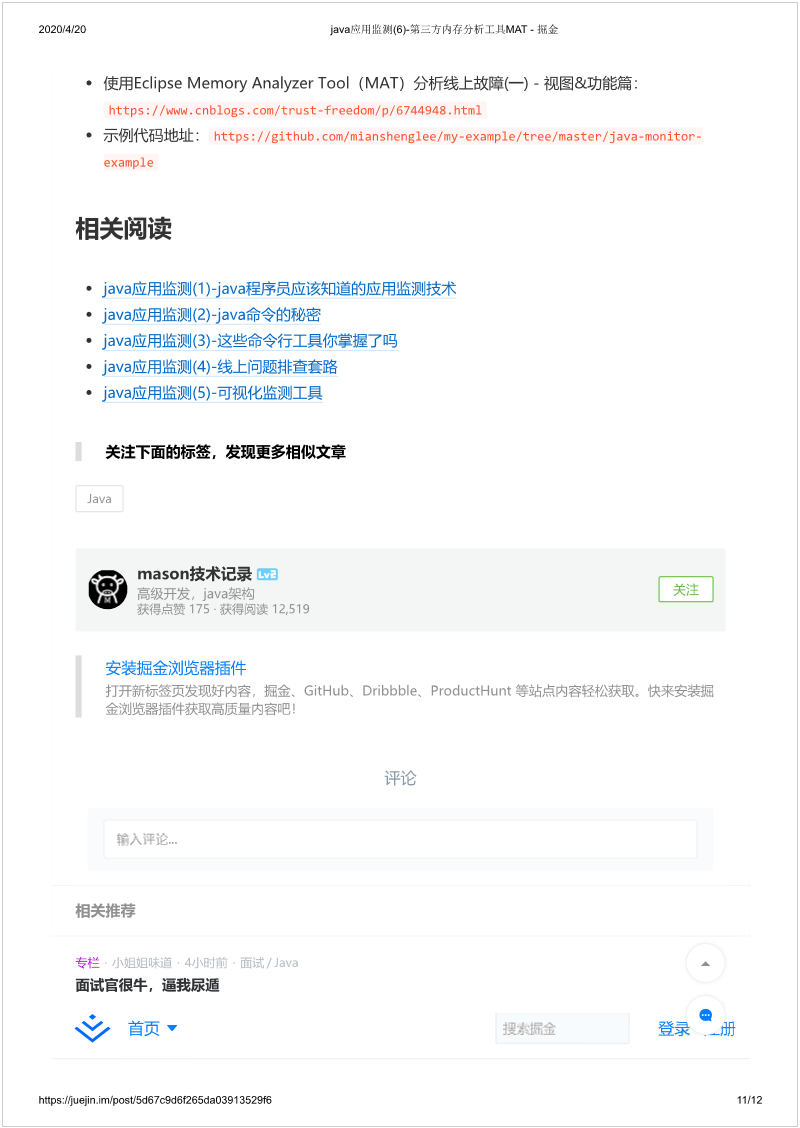 2020/4/20
java应用监测(6)-第三方内存分析工具MAT - 掘金
使用Eclipse Memory Analyzer Tool（MAT）分析线上故障(一) - 视图&功能篇：
https://www.cnblogs.com/trust-freedom/p/6744948.html
示例代码地址： https://github.com/mianshenglee/my-example/tree/master/java-monitor-
example
相关阅读
java应用监测(1)-java程序员应该知道的应用监测技术
java应用监测(2)-java命令的秘密
java应用监测(3)-这些命令行工具你掌握了吗
java应用监测(4)-线上问题排查套路
java应用监测(5)-可视化监测工具
关注下面的标签，发现更多相似文章
Java
mason技术记录 Lv2
高级开发，java架构
获得点赞 175 · 获得阅读 12,519
关注
安装掘金浏览器插件
打开新标签页发现好内容，掘金、GitHub、Dribbble、ProductHunt 等站点内容轻松获取。快来安装掘
金浏览器插件获取高质量内容吧！
评论
输入评论...
相关推荐
专栏 · 小姐姐味道 · 4小时前 · 面试 / Java
面试官很牛，逼我尿遁
首页
搜索掘金
登录 注册
https://juejin.im/post/5d67c9d6f265da03913529f6
11/12